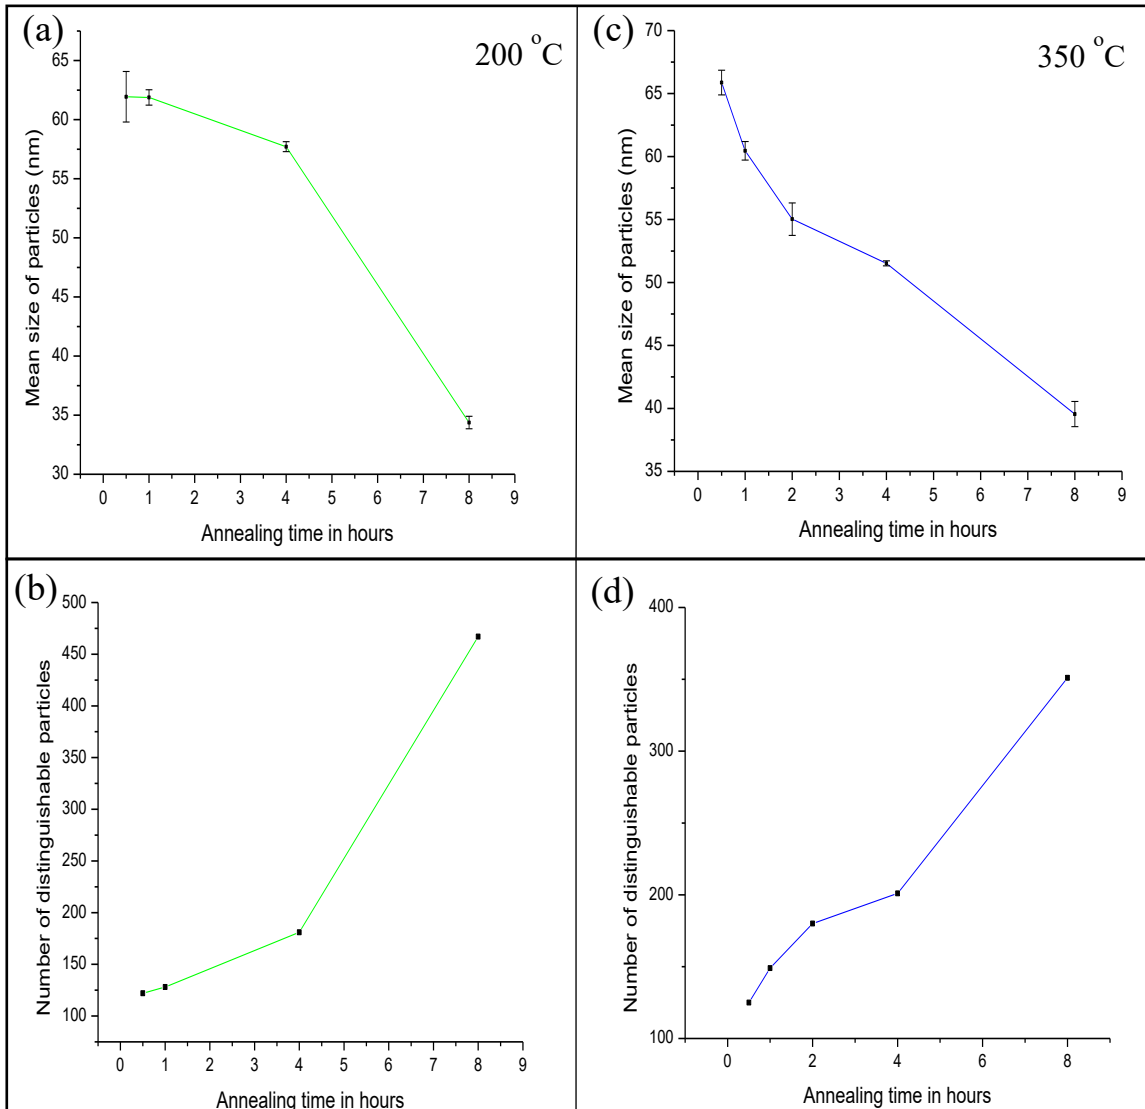 (a)
200 °C
65
60
55
50
45
40
35
30
Mean size of particles (nm)
0 1 2 3 4 5 6 7 8 9
Annealing time in hours
(c)
350 °C
70
65
60
55
50
45
40
35
Mean size of particles (nm)
0 1 2 3 4 5 6 7 8 9
Annealing time in hours
(b)
500
450
400
350
300
250
200
150
100
Number of distinguishable particles
0 1 2 3 4 5 6 7 8 9
Annealing time in hours
(d)
400
300
200
100
Number of distinguishable particles
0 2 4 6 8
Annealing time in hours